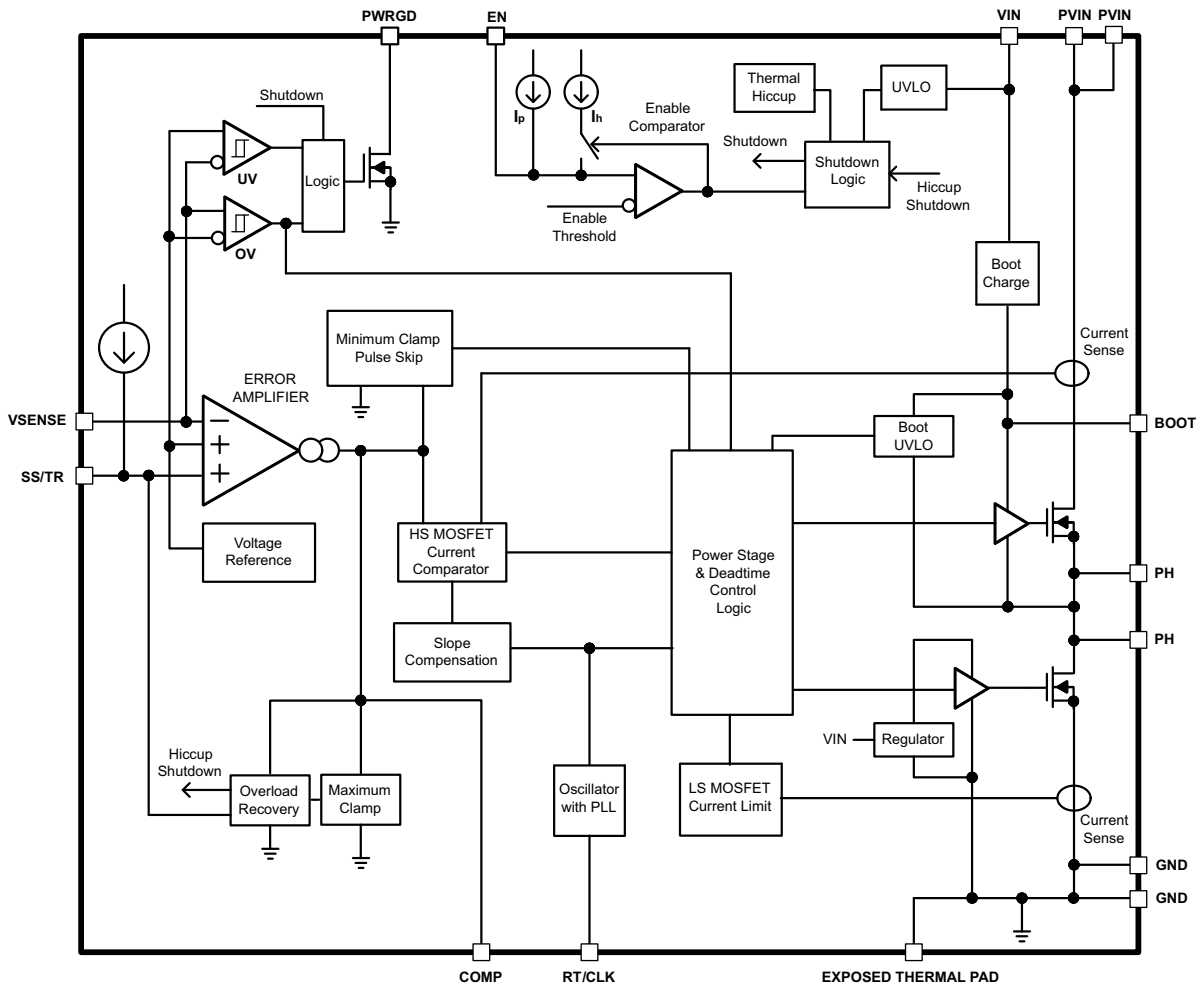 PWRGD
EN
VIN
PVIN
PVIN
Shutdown
UV
OV
Logic
Ip
Ih
Enable
Comparator
Enable
Threshold
Thermal
Hiccup
UVLO
Shutdown
Shutdown
Logic
Hiccup
Shutdown
Boot
Charge
Current
Sense
Minimum Clamp
Pulse Skip
ERROR
AMPLIFIER
VSENSE
SS/TR
Voltage
Reference
HS MOSFET
Current
Comparator
Slope
Compensation
Power Stage
& Deadtime
Control
Logic
Boot
UVLO
BOOT
PH
PH
VIN
Regulator
Hiccup
Shutdown
Overload
Recovery
Maximum
Clamp
Oscillator
with PLL
LS MOSFET
Current Limit
Current
Sense
GND
GND
COMP
RT/CLK
EXPOSED THERMAL PAD